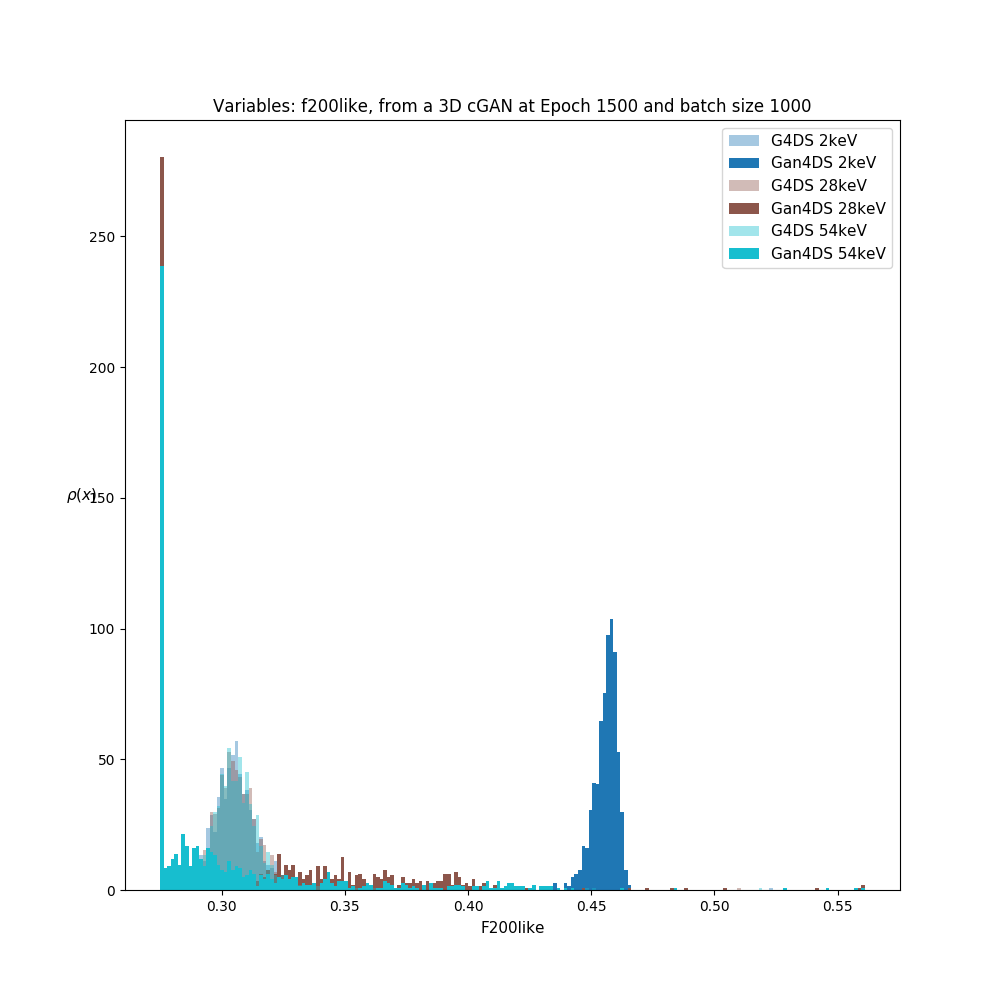 Variables: f200like, from a 3D cGAN at Epoch 1500 and batch size 1000
G4DS 2keV
Gan4DS 2keV
G4DS 28keV
Gan4DS 28keV
G4DS 54keV
Gan4DS 54keV
250
200
ρ(x)
150
100
50
0
0.30 0.35 0.40 0.45 0.50 0.55
F200like